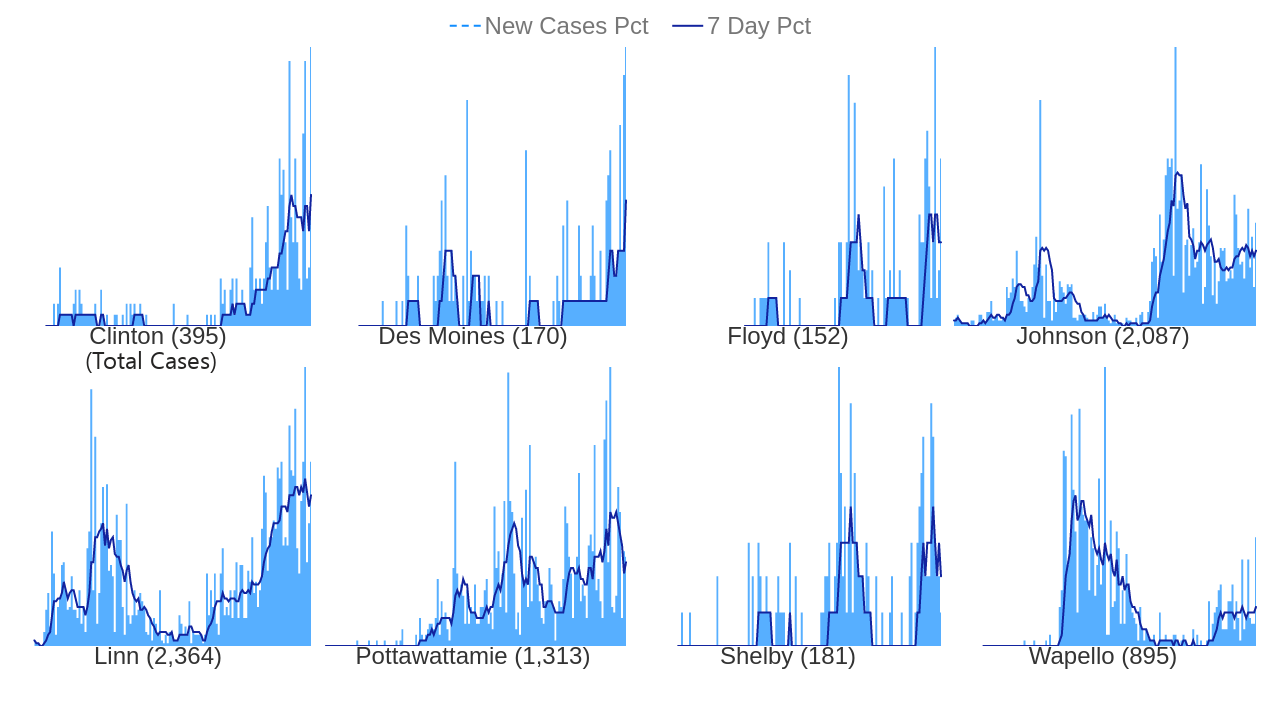 New Cases Pct 7 Day Pct
Clinton (395) Des Moines (170) Floyd (152) Johnson (2,087)
(Total Cases)
Linn (2,364) Pottawattamie (1,313) Shelby (181) Wapello (895)